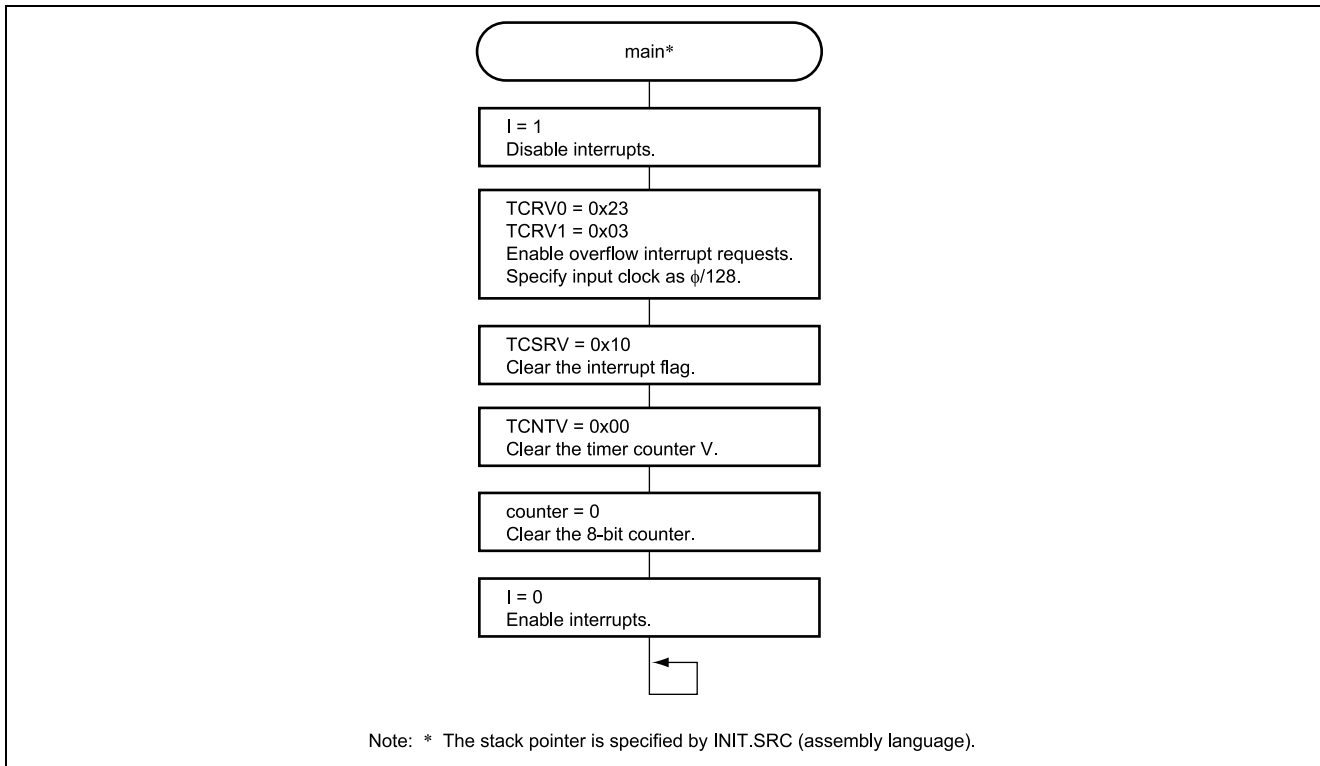 main*
I = 1
Disable interrupts.
TCRV0 = 0x23
TCRV1 = 0x03
Enable overflow interrupt requests.
Specify input clock as ϕ/128.
TCSRV = 0x10
Clear the interrupt flag.
TCNTV = 0x00
Clear the timer counter V.
counter = 0
Clear the 8-bit counter.
I = 0
Enable interrupts.
Note: * The stack pointer is specified by INIT.SRC (assembly language).